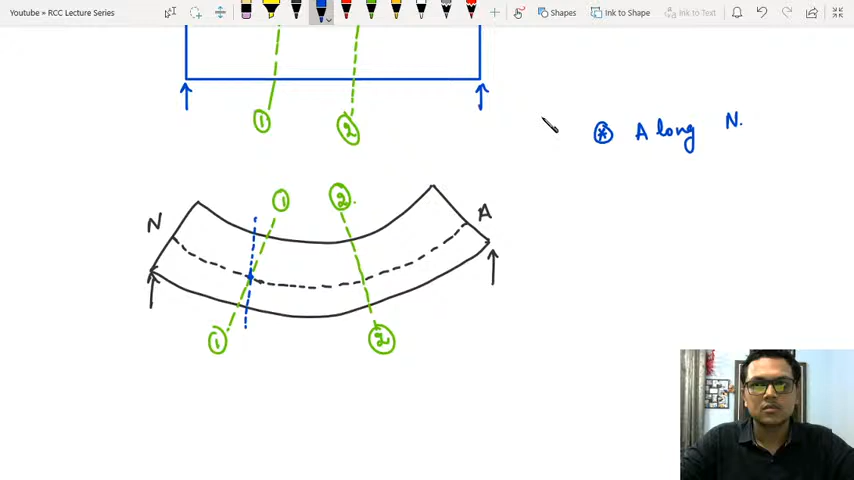 Youtube » RCC Lecture Series
Shapes
Ink to Shape
Ink to Text
1
2
* Along N.
1
2
N
A
1
2